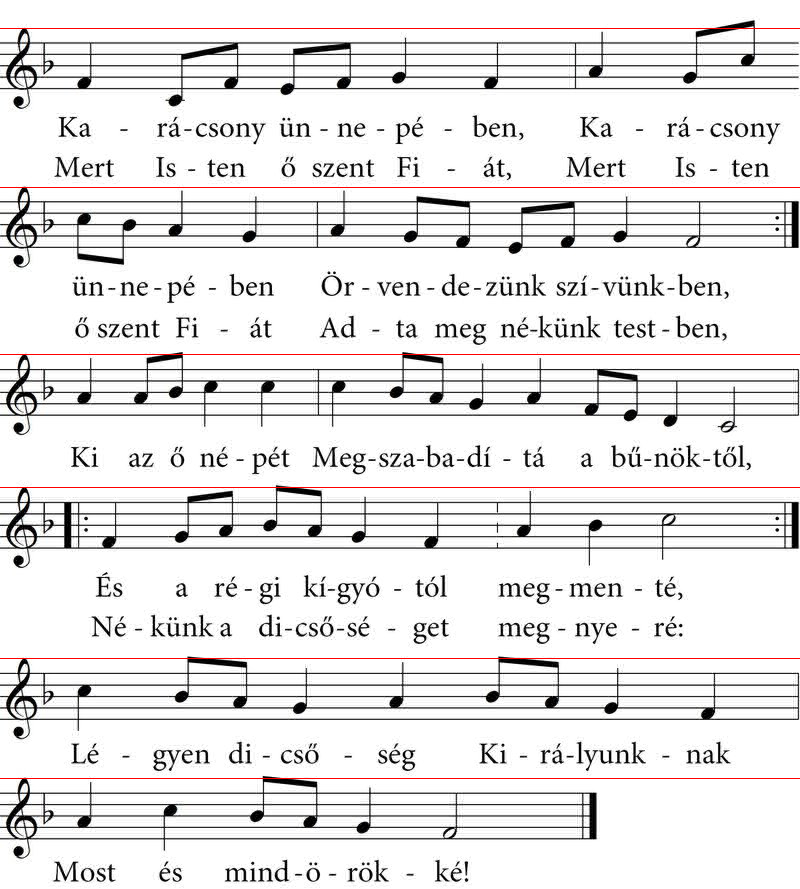 Ka - rá-csony ün - ne - pé - ben, Ka - rá - csony
Mert Is - ten ő szent Fi - át, Mert Is - ten
ün-ne-pé - ben Ör - ven - de-zünk szí-vünk-ben,
ő szent Fi - át Ad - ta meg né-künk test - ben,
Ki az ő né - pét Meg-sza-ba-dí - tá a bű-nök-től,
És a ré - gi kí-gyó - tól meg - men - té,
Né - künk a di-cső-sé - get meg - nye - ré:
Lé - gyen di - cső - ség Ki - rá-lyunk - nak
Most és mind-ö - rök - ké!